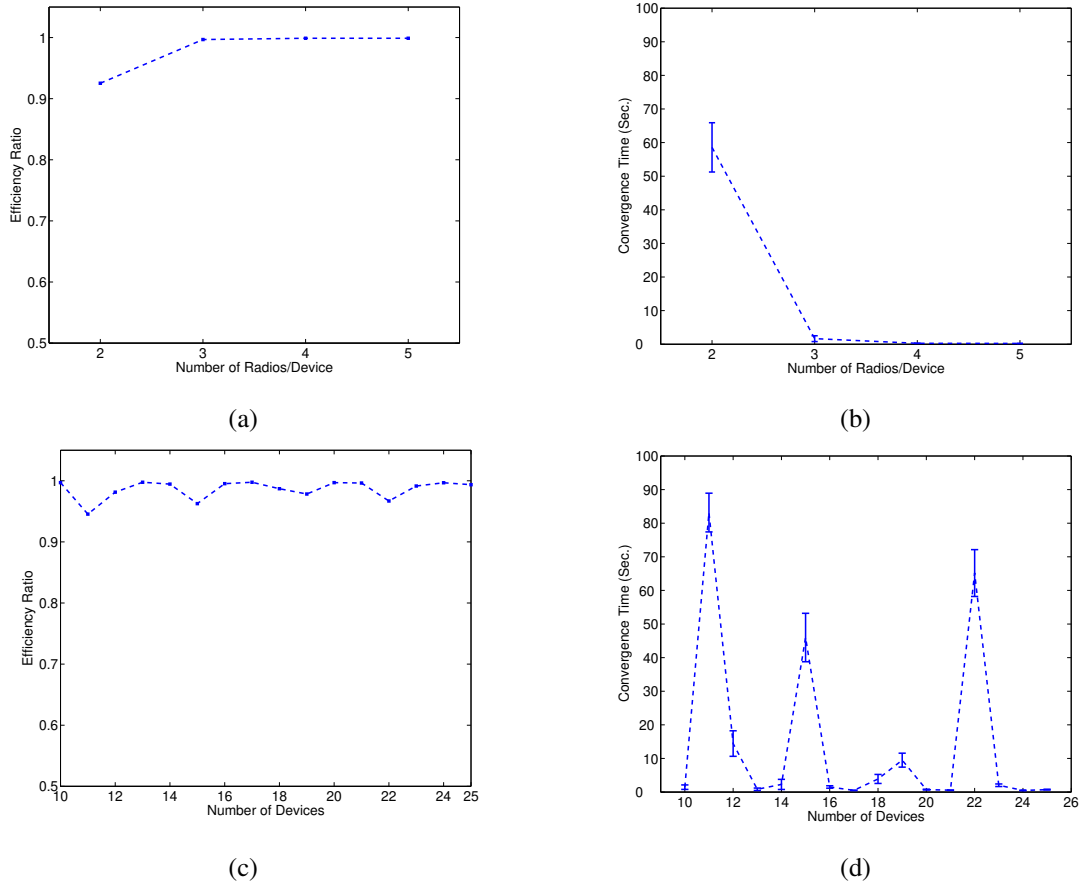 1
0.9
0.8
0.7
0.6
0.5
Efficiency Ratio
2 3 4 5
Number of Radios/Device
(a)
100
90
80
70
60
50
40
30
20
10
0
Convergence Time (Sec.)
2 3 4 5
Number of Radios/Device
(b)
1
0.9
0.8
0.7
0.6
0.5
Efficiency Ratio
10 12 14 16 18 20 22 24 25
Number of Devices
(c)
100
90
80
70
60
50
40
30
20
10
0
Convergence Time (Sec.)
10 12 14 16 18 20 22 24 26
Number of Devices
(d)